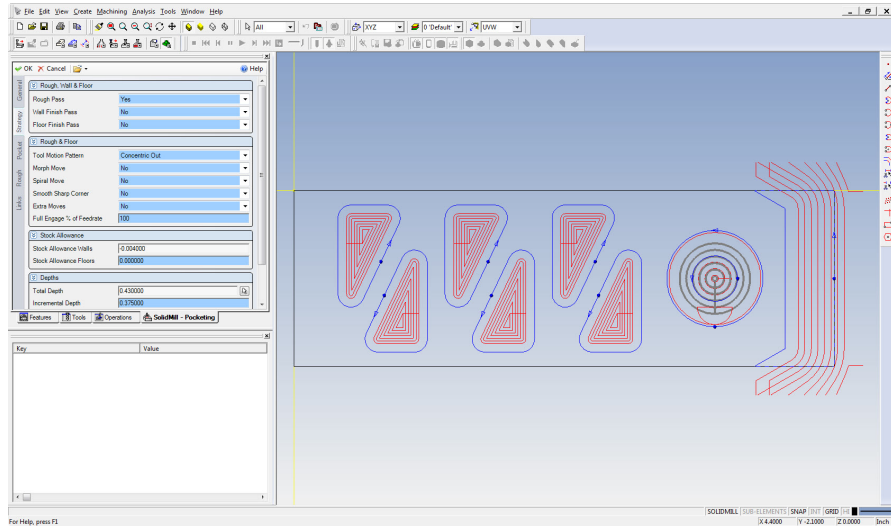 File Edit View Create Machining Analysis Tools Window Help
All XYZ 0 'Default' UVW
OK Cancel Help
General
Strategy
Pocket
Rough
Links
Rough, Wall & Floor
Rough Pass Yes
Wall Finish Pass No
Floor Finish Pass No
Rough & Floor
Tool Motion Pattern Concentric Out
Morph Move No
Spiral Move No
Smooth Sharp Corner No
Extra Moves No
Full Engage % of Feedrate 100
Stock Allowance
Stock Allowance Walls -0.004000
Stock Allowance Floors 0.000000
Depths
Total Depth 0.430000
Incremental Depth 0.375000
Features Tools Operations SolidMill - Pocketing
Key Value
SOLIDMILL SUB-ELEMENTS SNAP INT GRID HI
For Help, press F1 X 4.4000 Y -2.1000 Z 0.0000 Inch